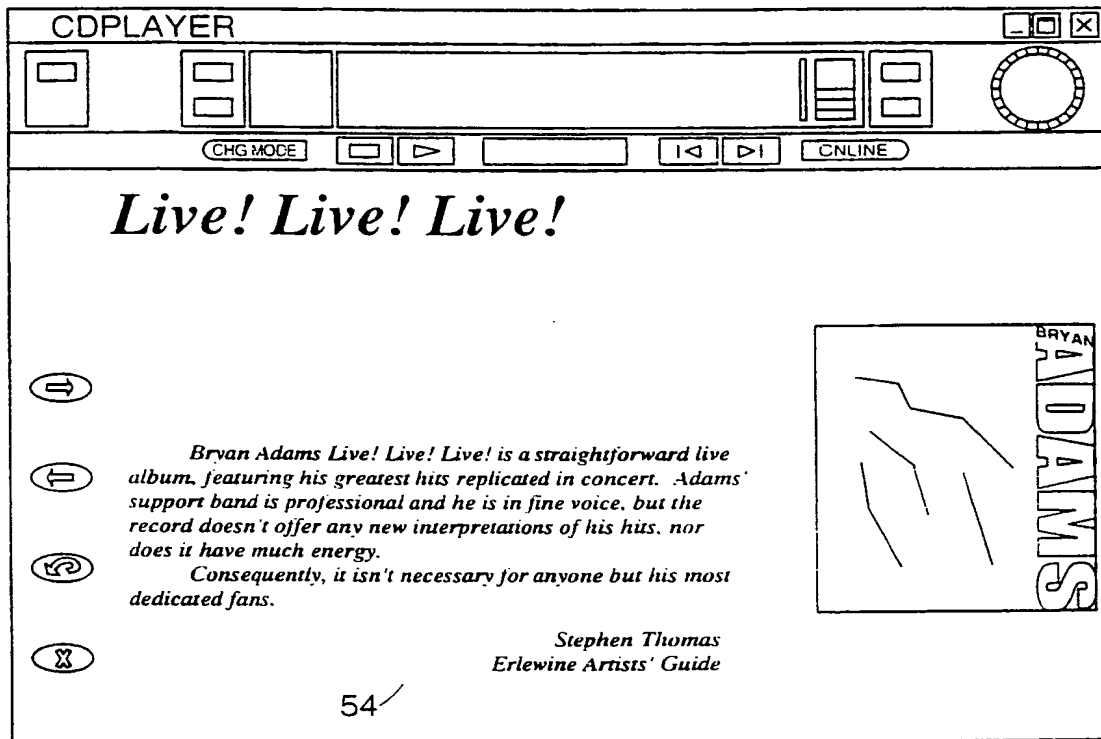 CDPLAYER
CHG MODE
CNLINE
Live! Live! Live!
BRYAN
ADAMS
Bryan Adams Live! Live! Live! is a straightforward live
album, featuring his greatest hits replicated in concert. Adams'
support band is professional and he is in fine voice, but the
record doesn't offer any new interpretations of his hits, nor
does it have much energy.
Consequently, it isn't necessary for anyone but his most
dedicated fans.
Stephen Thomas
Erlewine Artists' Guide
54